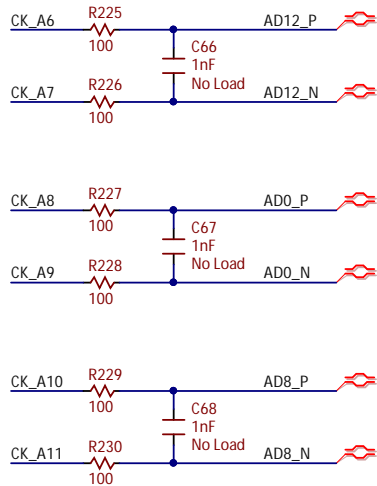 R225
CK_A6
AD12_P
100
C66
1nF
No Load
R226
CK_A7
AD12_N
100
R227
CK_A8
AD0_P
100
C67
1nF
No Load
R228
CK_A9
AD0_N
100
R229
CK_A10
AD8_P
100
C68
1nF
No Load
R230
CK_A11
AD8_N
100